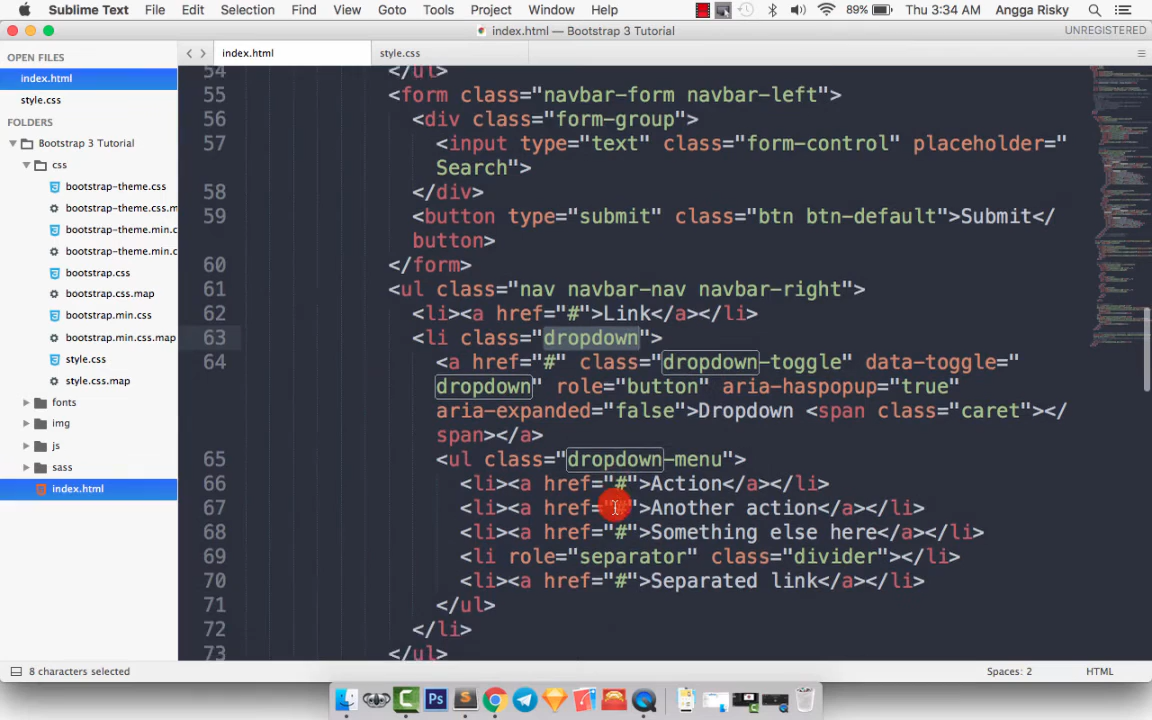 Sublime Text File Edit Selection Find View Goto Tools Project Window Help 89% Thu 3:34 AM Angga Risky
index.html — Bootstrap 3 Tutorial UNREGISTERED
OPEN FILES
index.html
style.css
FOLDERS
Bootstrap 3 Tutorial
css
bootstrap-theme.css
bootstrap-theme.css.m
bootstrap-theme.min.c
bootstrap-theme.min.c
bootstrap.css
bootstrap.css.map
bootstrap.min.css
bootstrap.min.css.map
style.css
style.css.map
fonts
img
js
sass
index.html
index.html style.css
54 </ul>
55 <form class="navbar-form navbar-left">
56 <div class="form-group">
57 <input type="text" class="form-control" placeholder="
Search">
58 </div>
59 <button type="submit" class="btn btn-default">Submit</
button>
60 </form>
61 <ul class="nav navbar-nav navbar-right">
62 <li><a href="#">Link</a></li>
63 <li class="dropdown">
64 <a href="#" class="dropdown-toggle" data-toggle="
dropdown" role="button" aria-haspopup="true"
aria-expanded="false">Dropdown <span class="caret"></
span></a>
65 <ul class="dropdown-menu">
66 <li><a href="#">Action</a></li>
67 <li><a href="#">Another action</a></li>
68 <li><a href="#">Something else here</a></li>
69 <li role="separator" class="divider"></li>
70 <li><a href="#">Separated link</a></li>
71 </ul>
72 </li>
73 </ul>
8 characters selected Spaces: 2 HTML